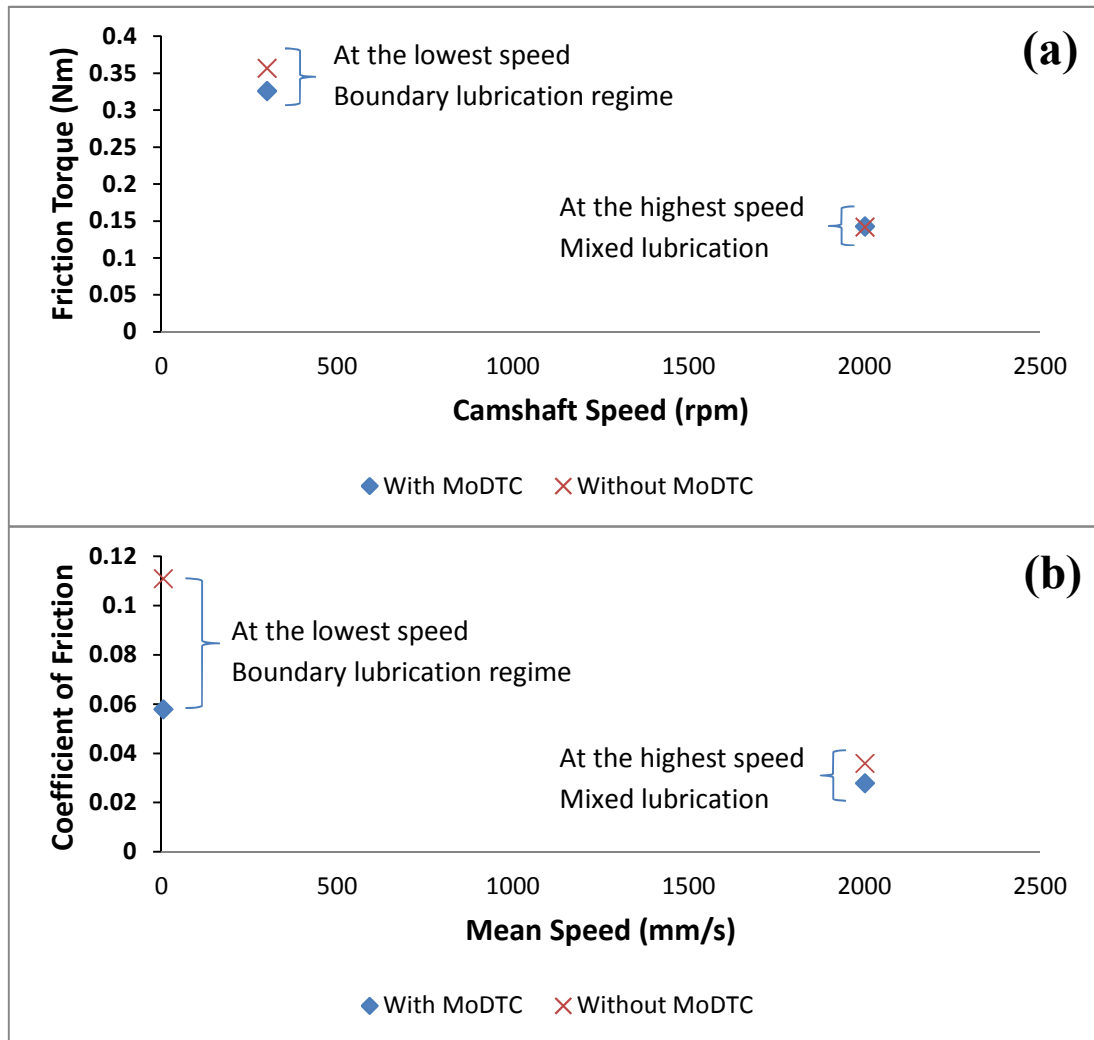 (a)
Friction Torque (Nm)
0.4
0.35
0.3
0.25
0.2
0.15
0.1
0.05
0
At the lowest speed
Boundary lubrication regime
At the highest speed
Mixed lubrication
0 500 1000 1500 2000 2500
Camshaft Speed (rpm)
With MoDTC Without MoDTC
(b)
Coefficient of Friction
0.12
0.1
0.08
0.06
0.04
0.02
0
At the lowest speed
Boundary lubrication regime
At the highest speed
Mixed lubrication
0 500 1000 1500 2000 2500
Mean Speed (mm/s)
With MoDTC Without MoDTC